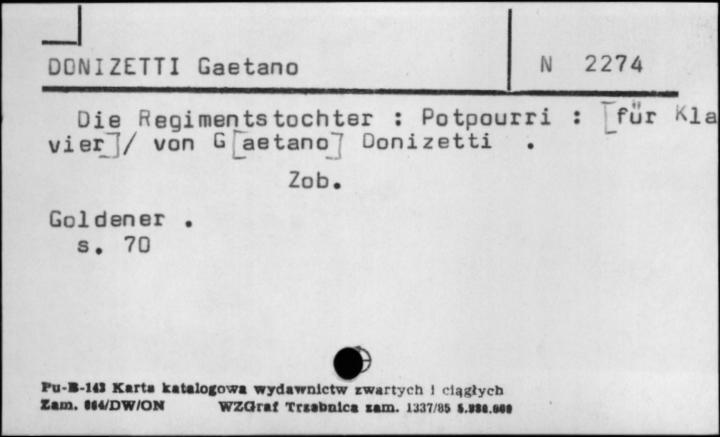 DONIZETTI Gaetano
N 2274
Die Regimentstochter : Potpourri : [für Kla
vier]/ von G[aetano] Donizetti .
Zob.
Goldener .
s. 70
Pu-B-143 Karta katalogowa wydawnictw zwartych i ciągłych
Zam. 664/DW/ON WZGraf Trzebnica zam. 1337/85